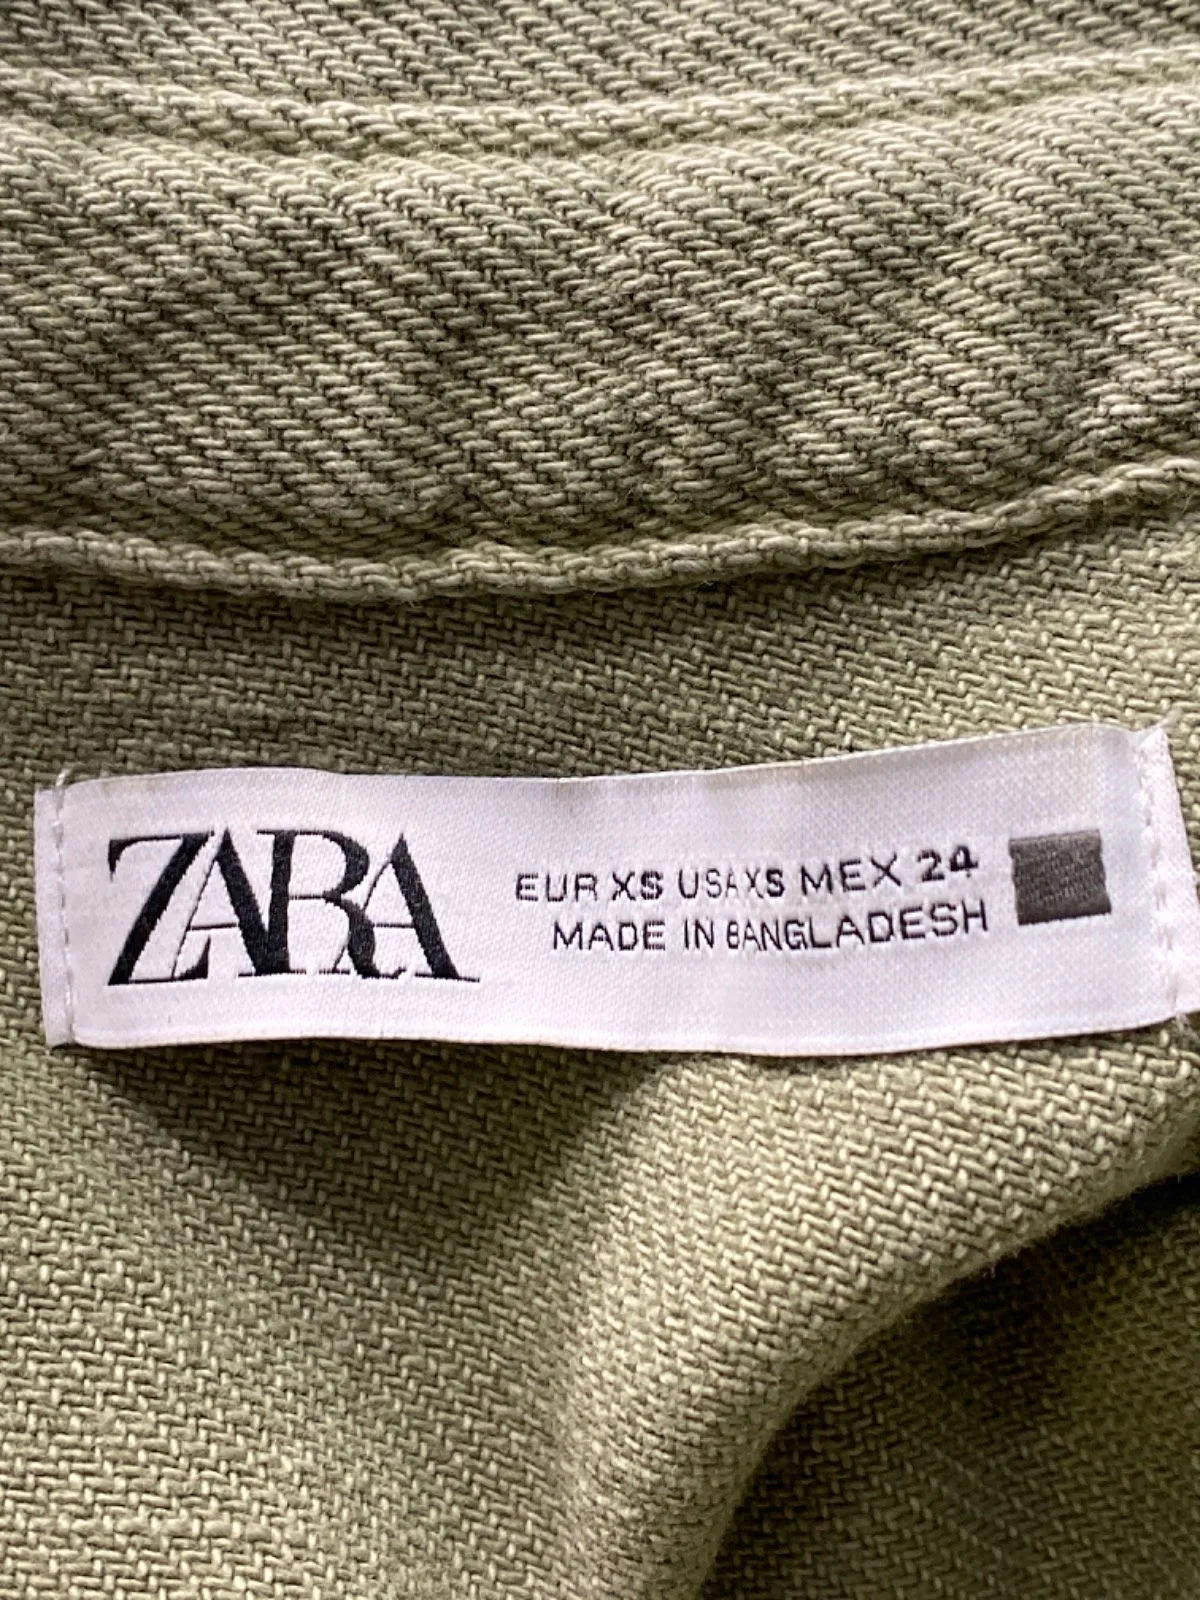 ZARA
EUR XS USA XS MEX 24
MADE IN BANGLADESH